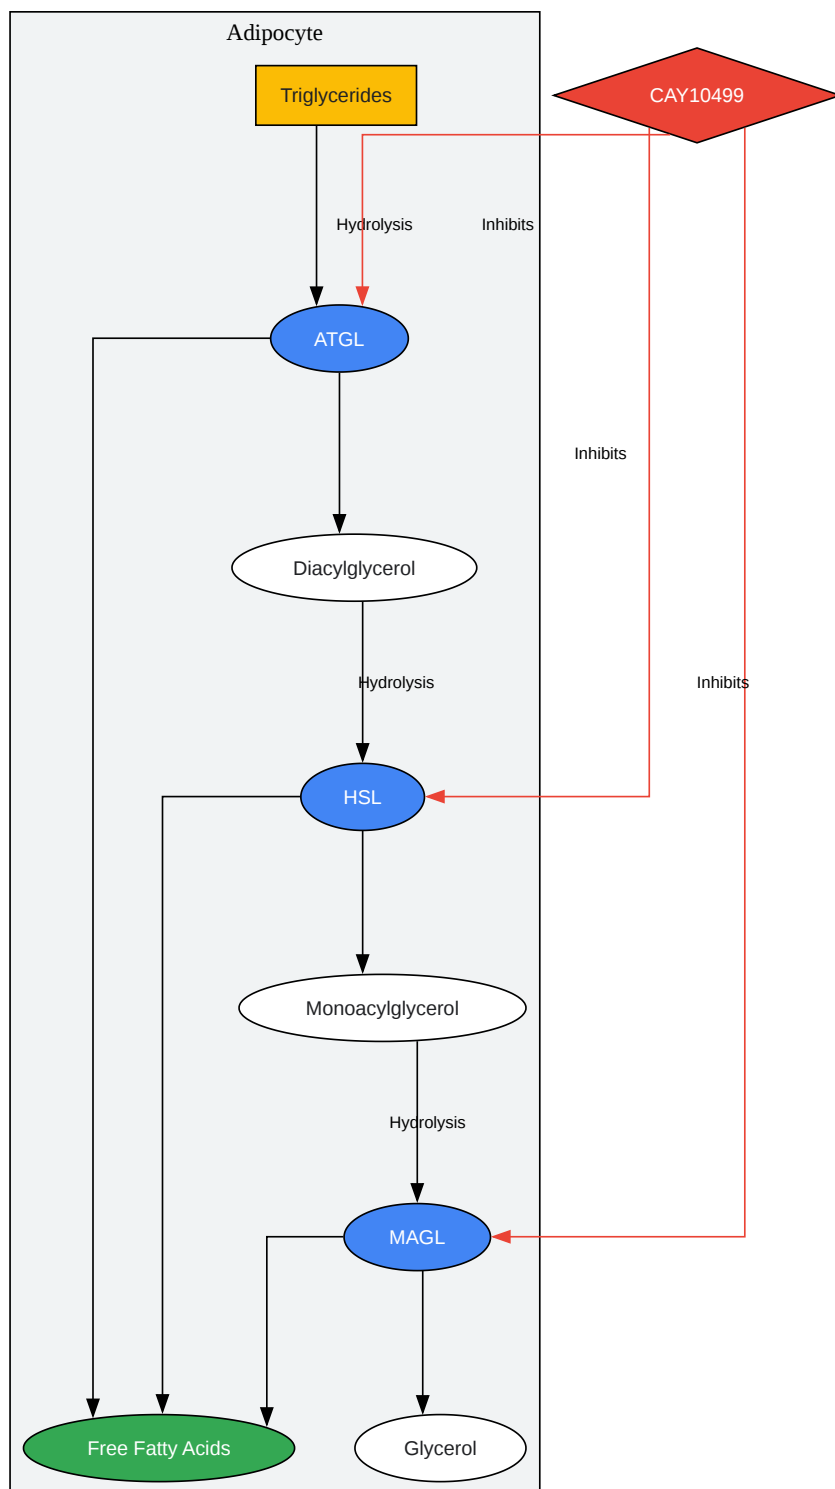 Adipocyte
Triglycerides
CAY10499
Hydrolysis
Inhibits
ATGL
Inhibits
Diacylglycerol
Hydrolysis
Inhibits
HSL
Monoacylglycerol
Hydrolysis
MAGL
Free Fatty Acids
Glycerol